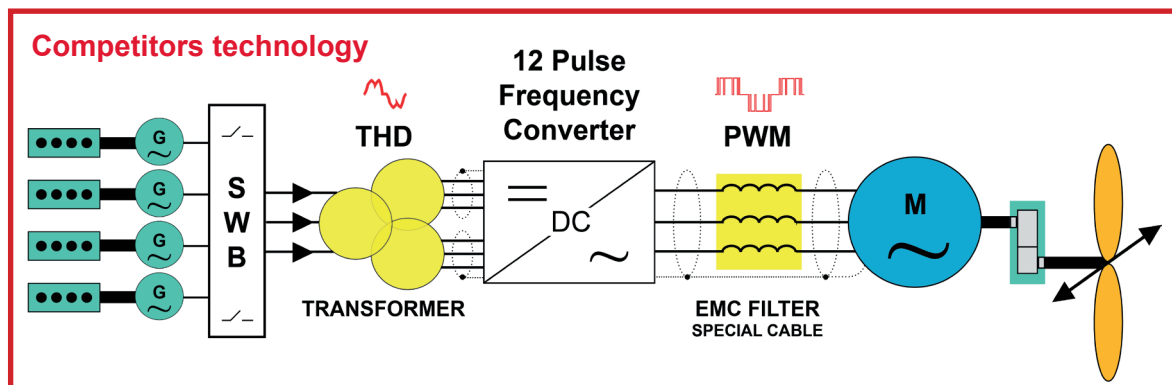 Competitors technology
12 Pulse
Frequency
Converter
THD
PWM
G
G
G
G
S
W
B
DC
M
TRANSFORMER
EMC FILTER
SPECIAL CABLE